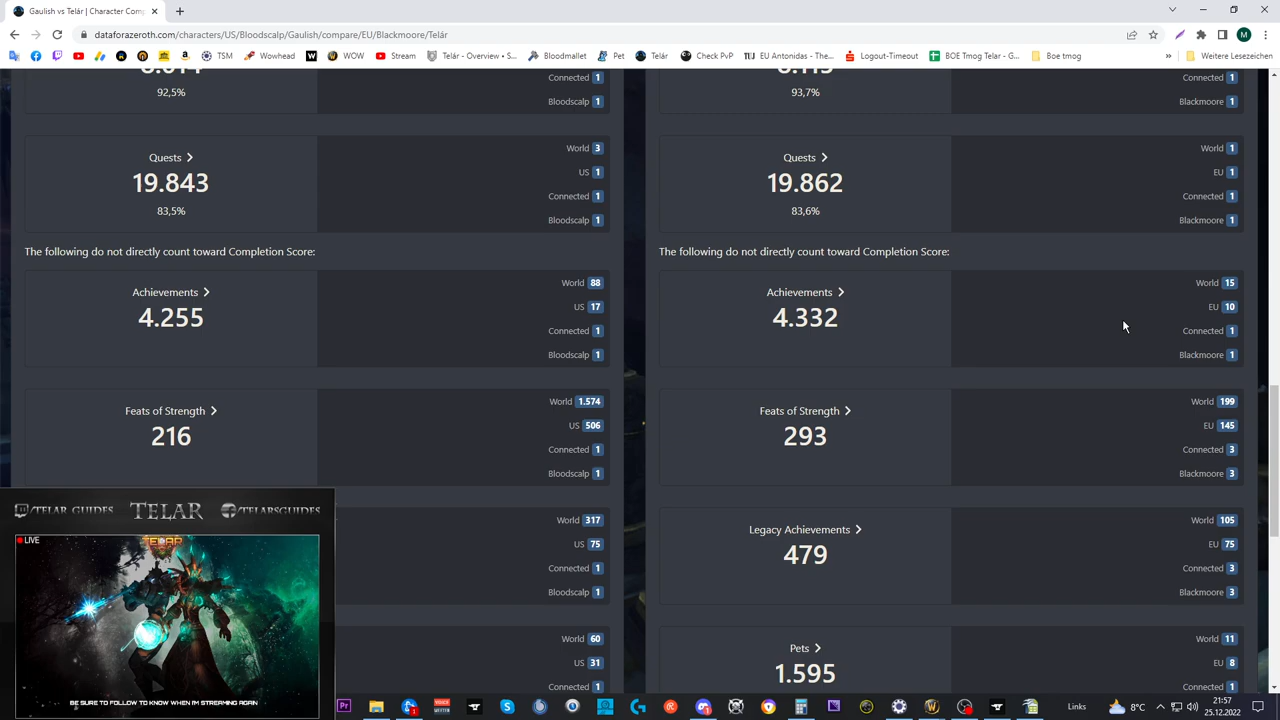 Gaulish vs Telár | Character Com
dataforazeroth.com/characters/US/Bloodscalp/Gaulish/compare/EU/Blackmoore/Telár
M
TSM
Wowhead
WOW
Stream
Telár - Overview • S...
Bloodmallet
Pet
Telár
Check PvP
EU Antonidas - The...
Logout-Timeout
BOE Tmog Telar - G...
Boe tmog
»
Weitere Lesezeichen
Connected 1
92,5%
Bloodscalp 1
Connected 1
93,7%
Blackmoore 1
Quests
19.843
83,5%
World 3
US 1
Connected 1
Bloodscalp 1
Quests
19.862
83,6%
World 1
EU 1
Connected 1
Blackmoore 1
The following do not directly count toward Completion Score:
The following do not directly count toward Completion Score:
Achievements
4.255
World 88
US 17
Connected 1
Bloodscalp 1
Achievements
4.332
World 15
EU 10
Connected 1
Blackmoore 1
Feats of Strength
216
World 1.574
US 506
Connected 1
Bloodscalp 1
Feats of Strength
293
World 199
EU 145
Connected 3
Blackmoore 3
World 317
US 75
Connected 1
Bloodscalp 1
Legacy Achievements
479
World 105
EU 75
Connected 3
Blackmoore 3
World 60
US 31
Connected 1
Pets
1.595
World 11
EU 8
Connected 1
/TELAR GUIDES
TELAR
/TELARSGUIDES
LIVE
TELAR
BE SURE TO FOLLOW TO KNOW WHEN I'M STREAMING AGAIN
Links
8°C
21:57
25.12.2022